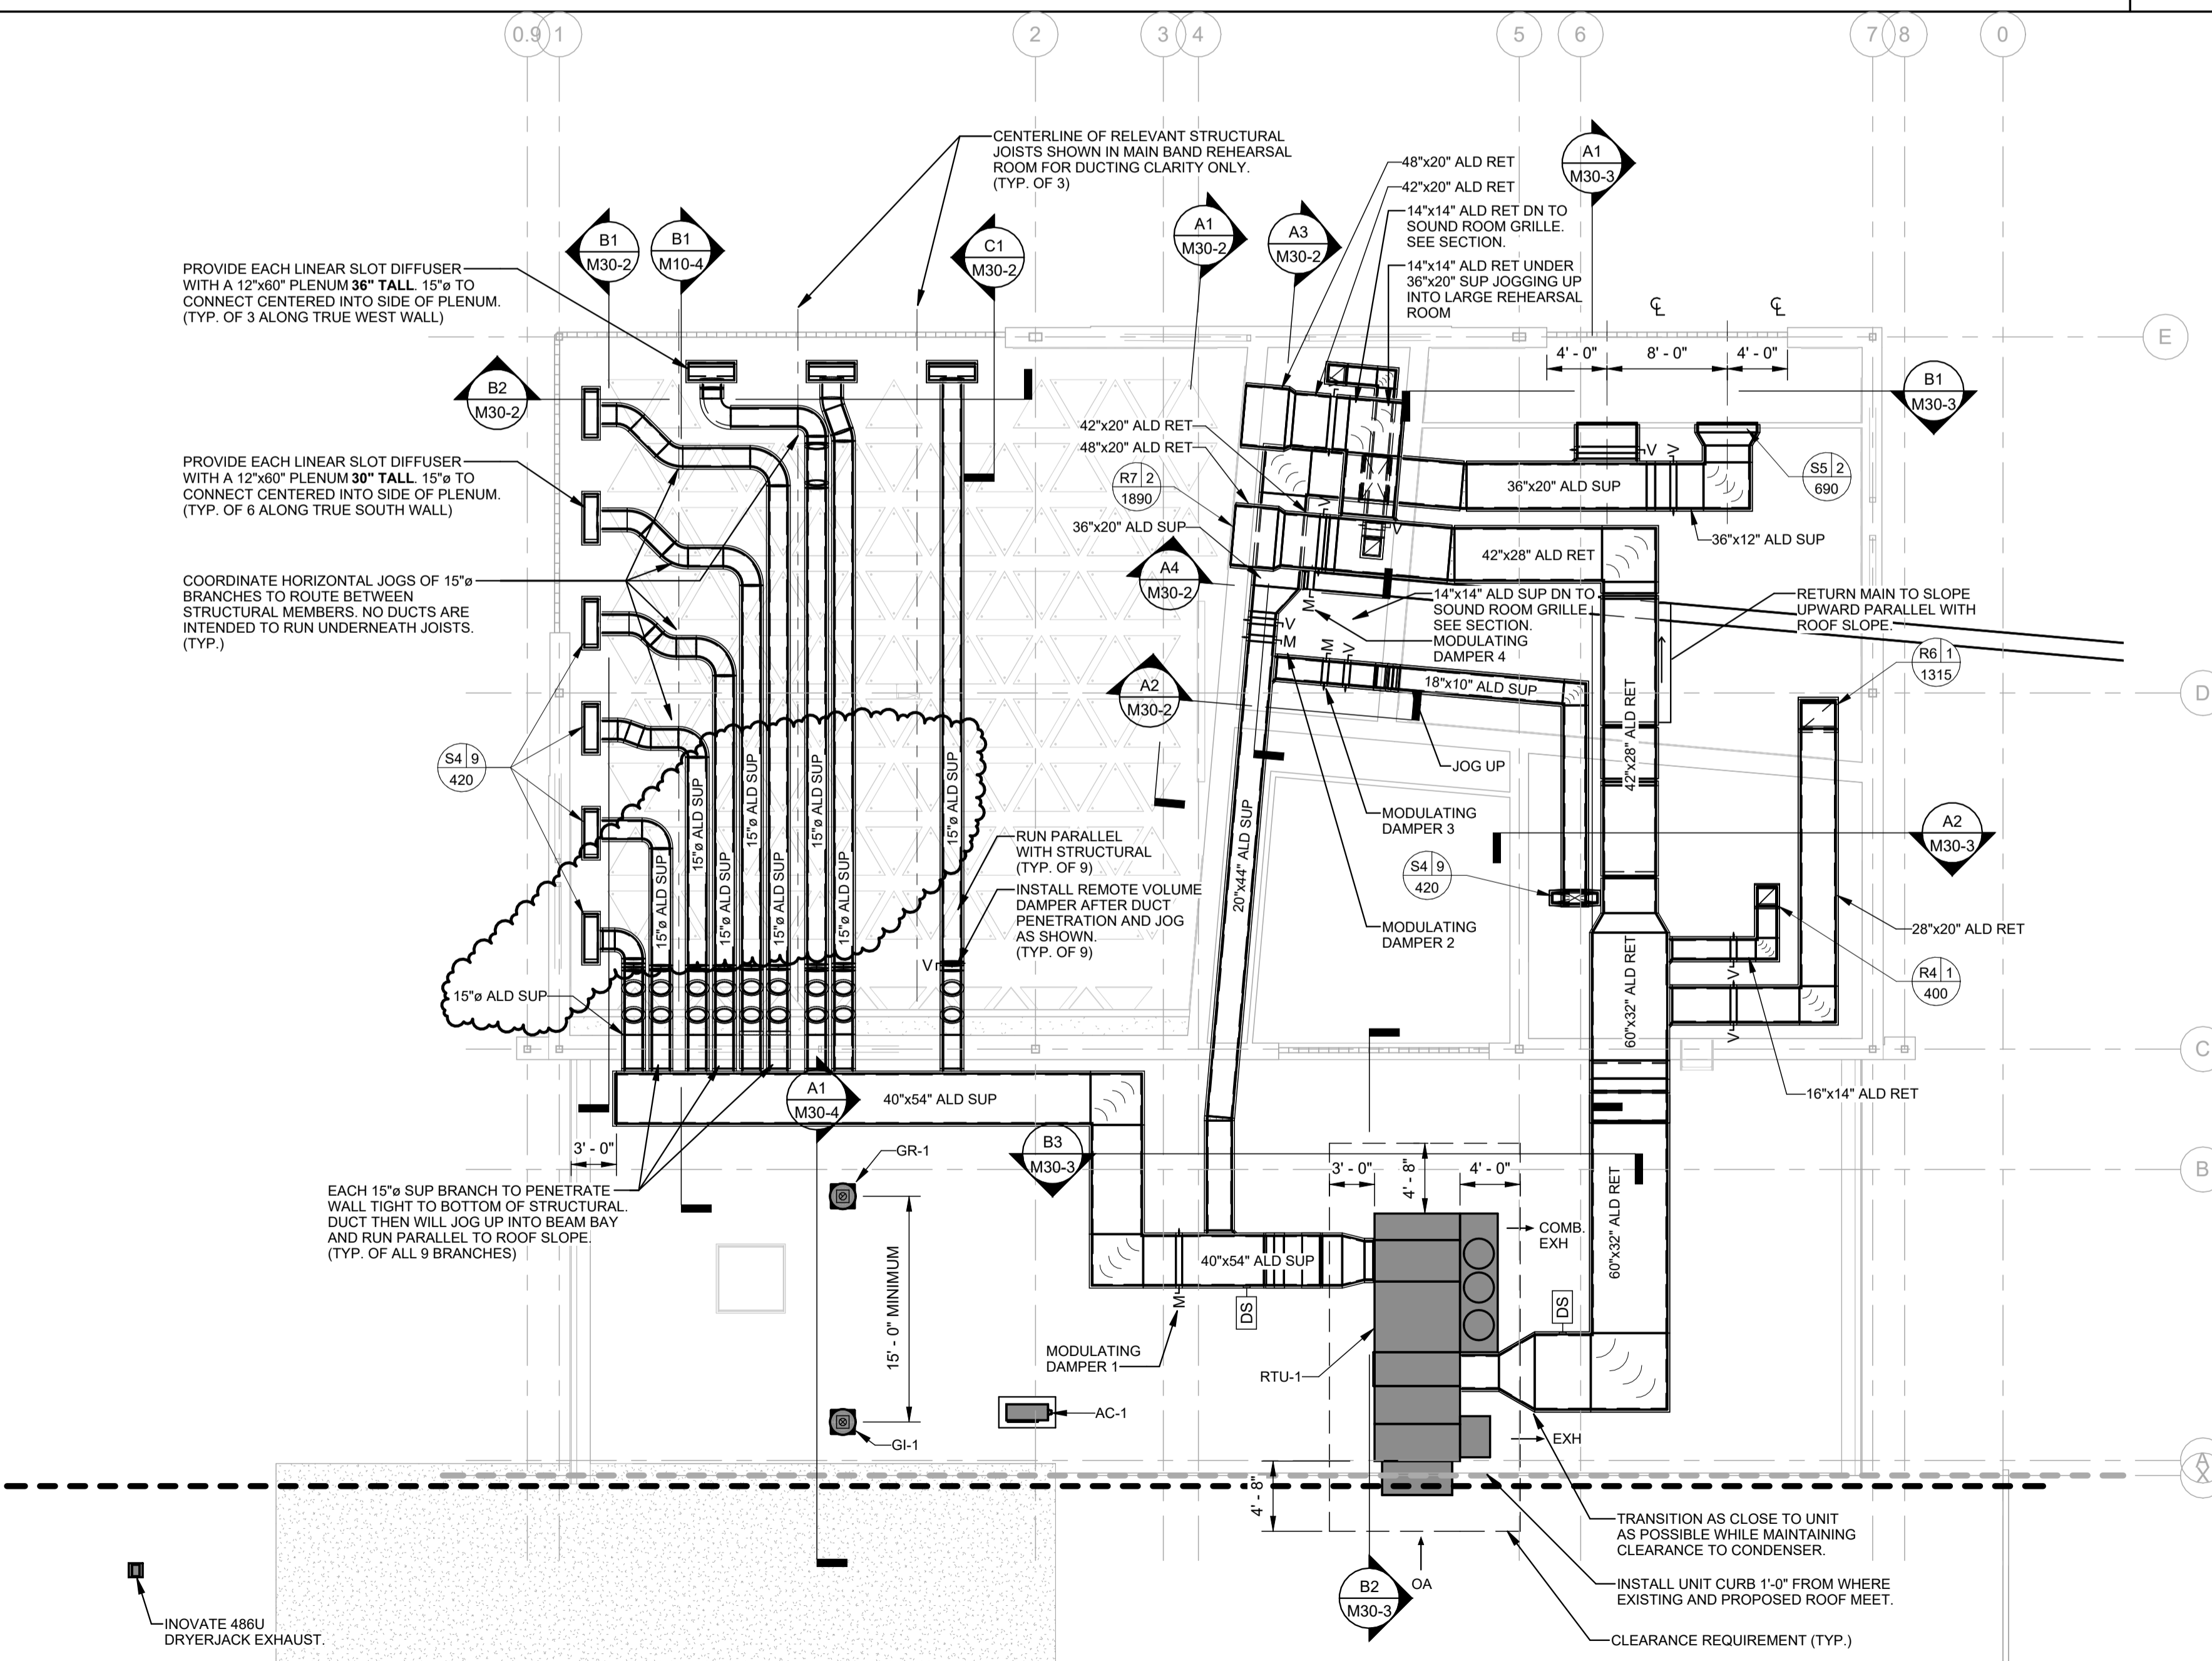 0.9
1
2
3
4
5
6
7
8
0
CENTERLINE OF RELEVANT STRUCTURAL
JOISTS SHOWN IN MAIN BAND REHEARSAL
ROOM FOR DUCTING CLARITY ONLY.
(TYP. OF 3)
48"x20" ALD RET
42"x20" ALD RET
14"x14" ALD RET DN TO
SOUND ROOM GRILLE.
SEE SECTION.
14"x14" ALD RET UNDER
36"x20" SUP JOGGING UP
INTO LARGE REHEARSAL
ROOM
A1
M30-3
B1
M30-2
B1
M10-4
C1
M30-2
A1
M30-2
A3
M30-2
PROVIDE EACH LINEAR SLOT DIFFUSER
WITH A 12"x60" PLENUM 36" TALL. 15"ø TO
CONNECT CENTERED INTO SIDE OF PLENUM.
(TYP. OF 3 ALONG TRUE WEST WALL)
℄
℄
4' - 0"
8' - 0"
4' - 0"
E
B2
M30-2
B1
M30-3
PROVIDE EACH LINEAR SLOT DIFFUSER
WITH A 12"x60" PLENUM 30" TALL. 15"ø TO
CONNECT CENTERED INTO SIDE OF PLENUM.
(TYP. OF 6 ALONG TRUE SOUTH WALL)
42"x20" ALD RET
48"x20" ALD RET
R7 2
1890
36"x20" ALD SUP
V
V
36"x20" ALD SUP
S5 2
690
36"x12" ALD SUP
V
V
42"x28" ALD RET
COORDINATE HORIZONTAL JOGS OF 15"ø
BRANCHES TO ROUTE BETWEEN
STRUCTURAL MEMBERS. NO DUCTS ARE
INTENDED TO RUN UNDERNEATH JOISTS.
(TYP.)
A4
M30-2
M
V
M
14"x14" ALD SUP DN TO
SOUND ROOM GRILLE
SEE SECTION.
MODULATING
DAMPER 4
RETURN MAIN TO SLOPE
UPWARD PARALLEL WITH
ROOF SLOPE.
R6 1
1315
M
V
18"x10" ALD SUP
A2
M30-2
D
42"x28" ALD RET
JOG UP
S4 9
420
MODULATING
DAMPER 3
A2
M30-3
15"ø ALD SUP
15"ø ALD SUP
15"ø ALD SUP
15"ø ALD SUP
15"ø ALD SUP
15"ø ALD SUP
15"ø ALD SUP
15"ø ALD SUP
20"x44" ALD SUP
RUN PARALLEL
WITH STRUCTURAL
(TYP. OF 9)
INSTALL REMOTE VOLUME
DAMPER AFTER DUCT
PENETRATION AND JOG
AS SHOWN.
(TYP. OF 9)
V
S4 9
420
MODULATING
DAMPER 2
28"x20" ALD RET
60"x32" ALD RET
V
V
V
R4 1
400
15"ø ALD SUP
C
16"x14" ALD RET
A1
M30-4
40"x54" ALD SUP
3' - 0"
GR-1
B3
M30-3
3' - 0"
4' - 8"
4' - 0"
B
EACH 15"ø SUP BRANCH TO PENETRATE
WALL TIGHT TO BOTTOM OF STRUCTURAL.
DUCT THEN WILL JOG UP INTO BEAM BAY
AND RUN PARALLEL TO ROOF SLOPE.
(TYP. OF ALL 9 BRANCHES)
15' - 0" MINIMUM
COMB.
EXH
60"x32" ALD RET
40"x54" ALD SUP
M
DS
DS
MODULATING
DAMPER 1
RTU-1
AC-1
GI-1
EXH
A
X
4' - 8"
TRANSITION AS CLOSE TO UNIT
AS POSSIBLE WHILE MAINTAINING
CLEARANCE TO CONDENSER.
OA
B2
M30-3
INSTALL UNIT CURB 1'-0" FROM WHERE
EXISTING AND PROPOSED ROOF MEET.
INOVATE 486U
DRYERJACK EXHAUST.
CLEARANCE REQUIREMENT (TYP.)